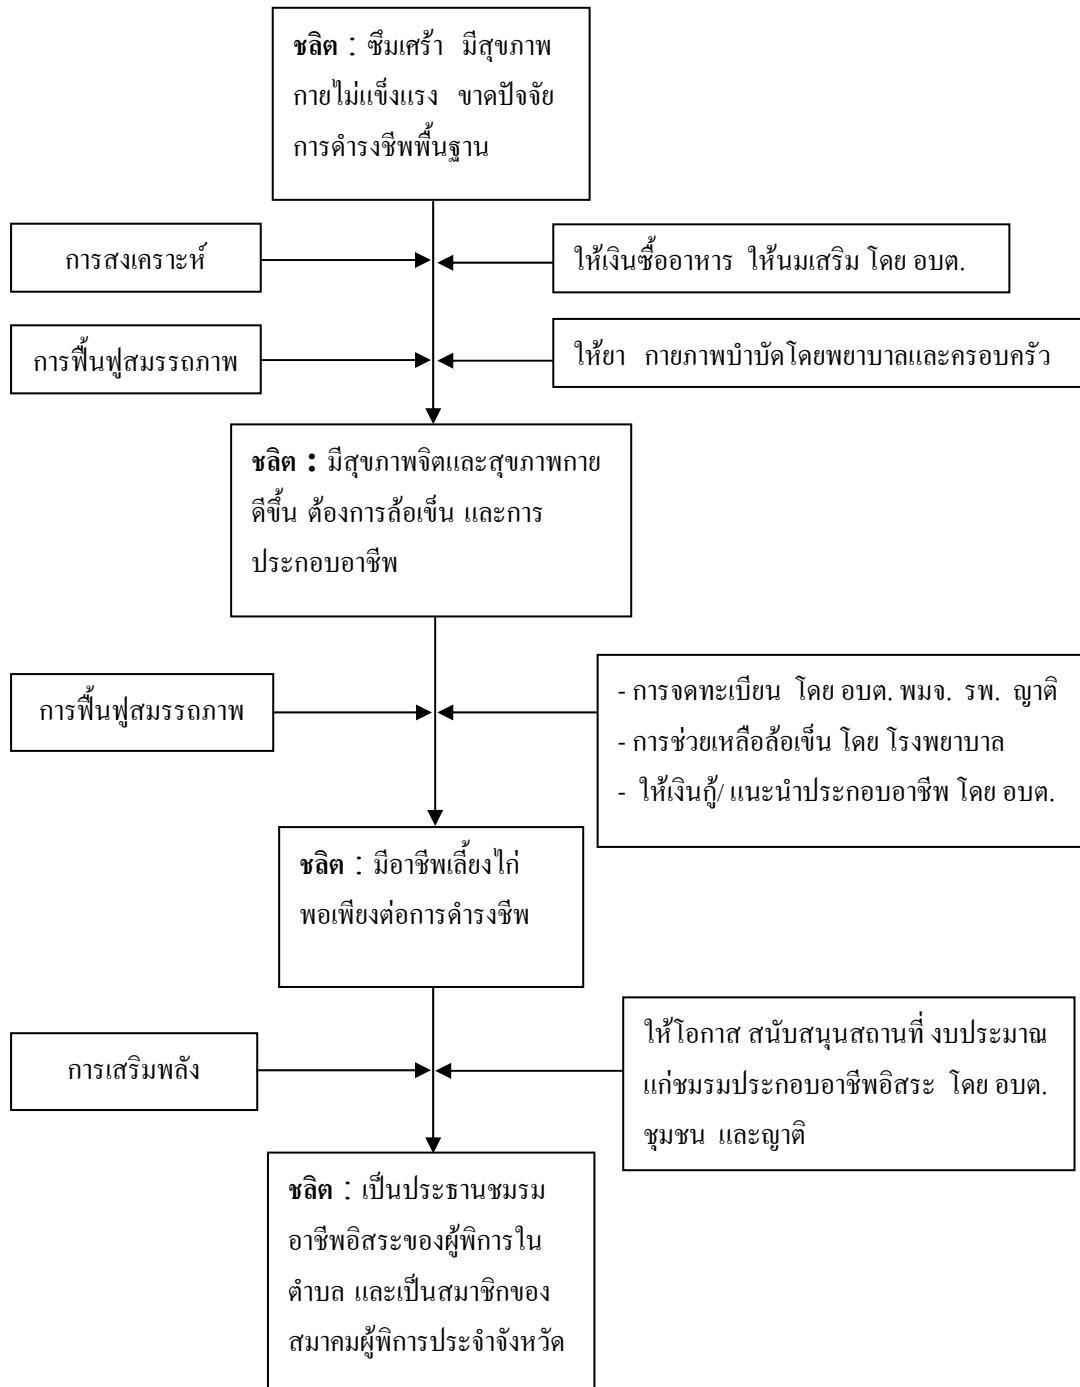 ชลิต : ซึมเศร้า มีสุขภาพ
กายไม่แข็งแรง ขาดปัจจัย
การดำรงชีพพื้นฐาน
การสงเคราะห์
ให้เงินซื้ออาหาร ให้นมเสริม โดย อบต.
การฟื้นฟูสมรรถภาพ
ให้ยา กายภาพบำบัดโดยพยาบาลและครอบครัว
ชลิต : มีสุขภาพจิตและสุขภาพกาย
ดีขึ้น ต้องการล้อเข็น และการ
ประกอบอาชีพ
การฟื้นฟูสมรรถภาพ
- การจดทะเบียน โดย อบต. พมจ. รพ. ญาติ
- การช่วยเหลือล้อเข็น โดย โรงพยาบาล
- ให้เงินกู้/ แนะนำประกอบอาชีพ โดย อบต.
ชลิต : มีอาชีพเลี้ยงไก่
พอเพียงต่อการดำรงชีพ
การเสริมพลัง
ให้โอกาส สนับสนุนสถานที่ งบประมาณ
แก่ชมรมประกอบอาชีพอิสระ โดย อบต.
ชุมชน และญาติ
ชลิต : เป็นประธานชมรม
อาชีพอิสระของผู้พิการใน
ตำบล และเป็นสมาชิกของ
สมาคมผู้พิการประจำจังหวัด